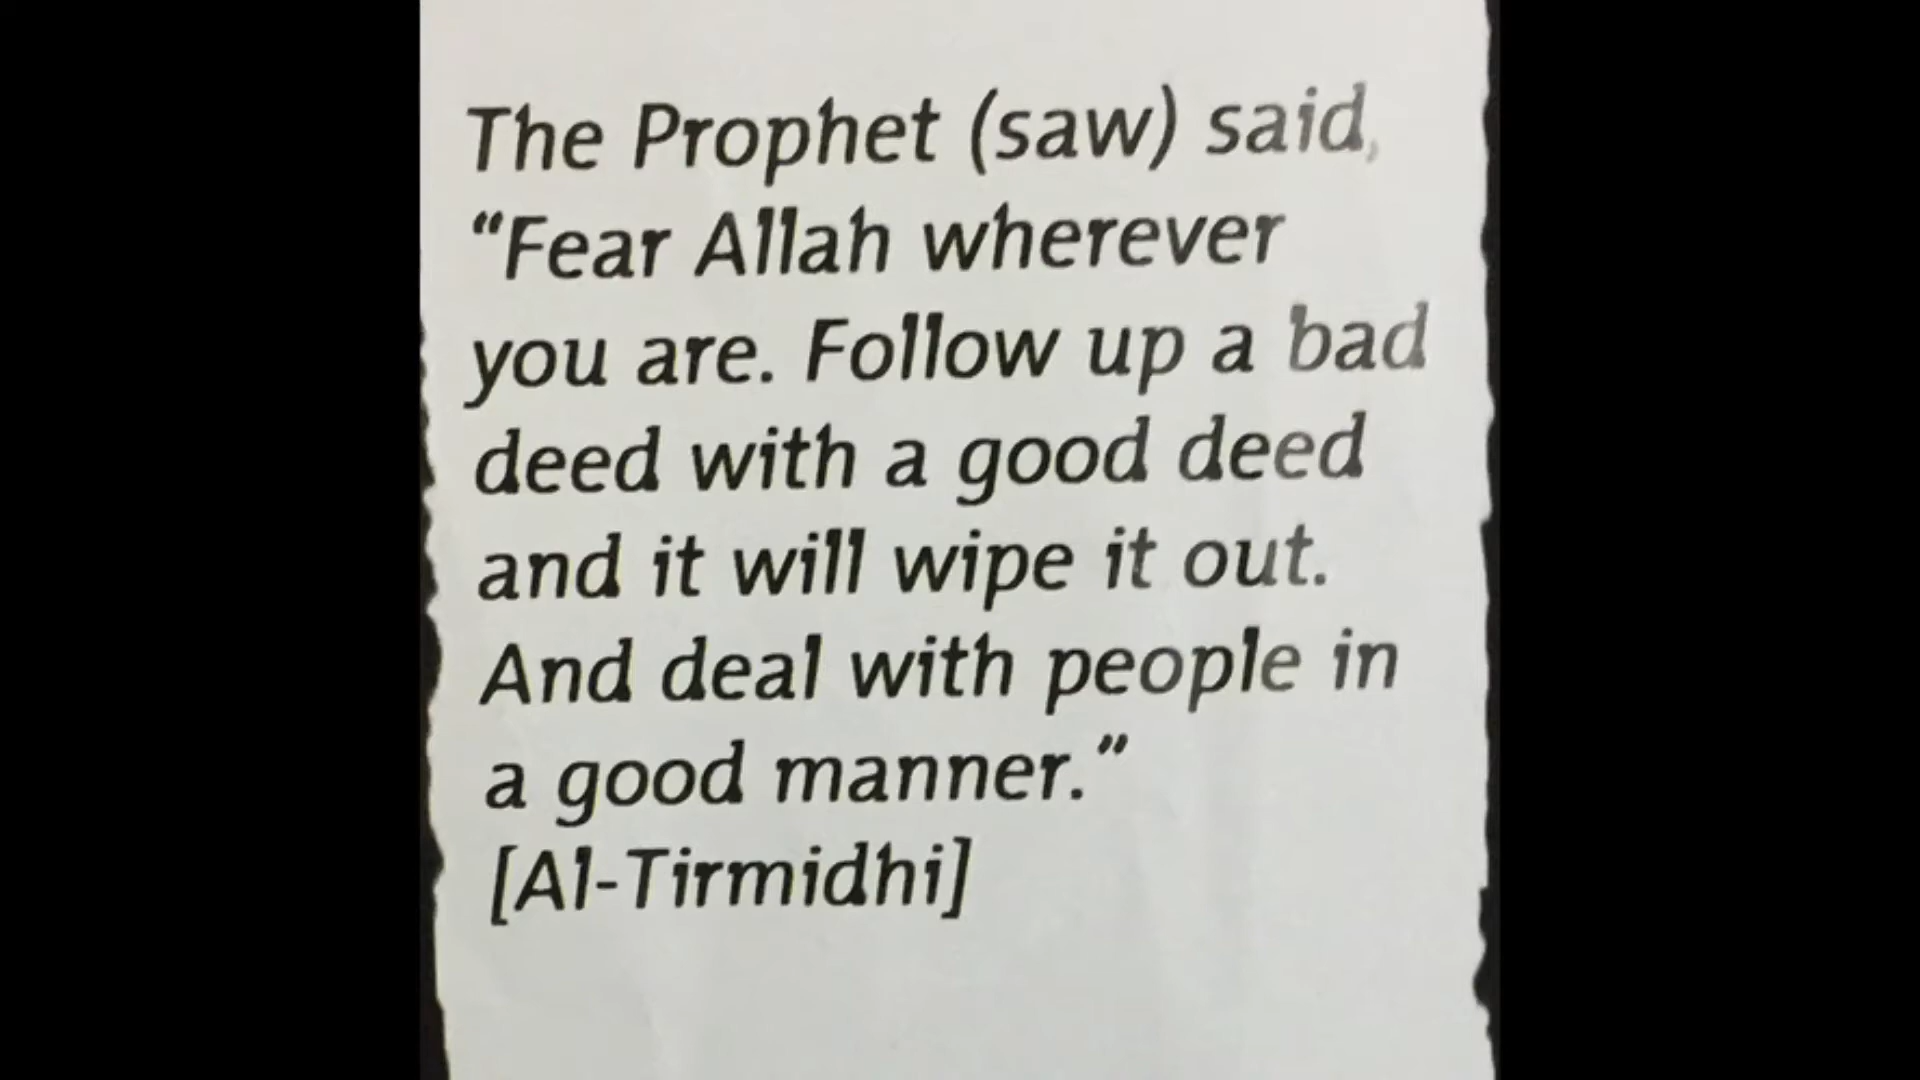 The Prophet (saw) said,
“Fear Allah wherever
you are. Follow up a bad
deed with a good deed
and it will wipe it out.
And deal with people in
a good manner.”
[Al-Tirmidhi]